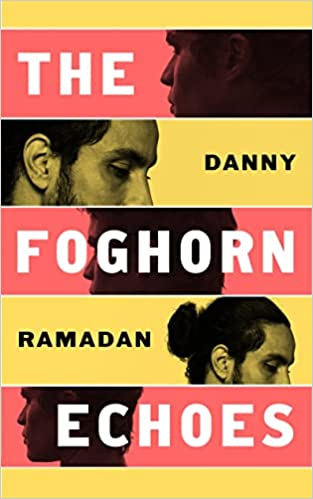 THE
DANNY
FOGHORN
RAMADAN
ECHOES